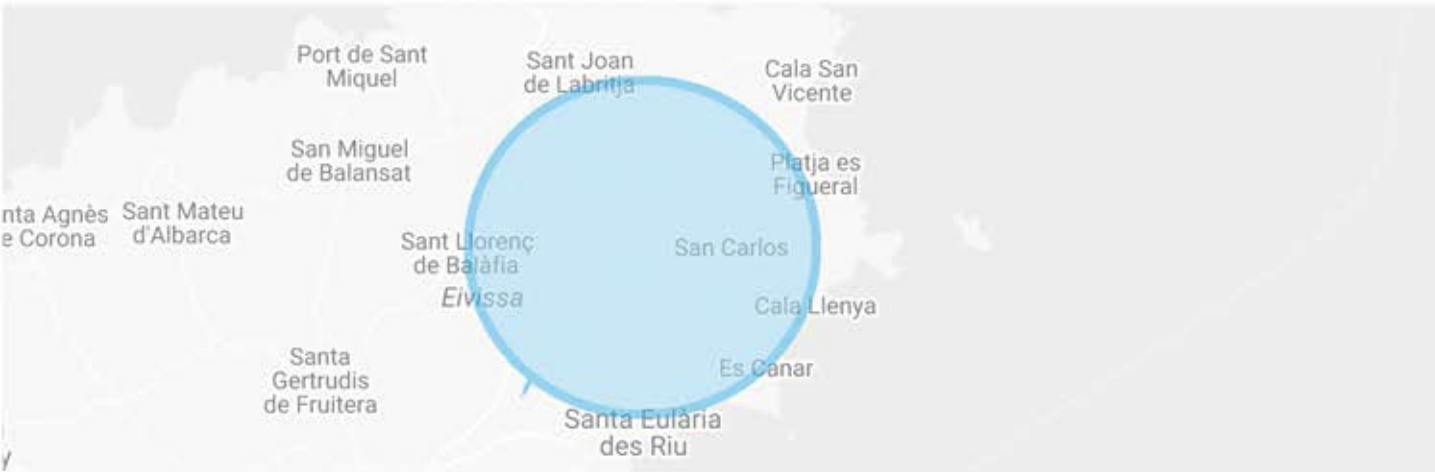 Port de Sant
Miquel
Sant Joan
de Labritja
Cala San
Vicente
San Miguel
de Balansat
Platja es
Figueral
nta Agnès
e Corona
Sant Mateu
d'Albarca
Sant Llorenç
de Balàfia
San Carlos
Eivissa
Cala Llenya
Santa
Gertrudis
de Fruitera
Es Canar
Santa Eulària
des Riu
y